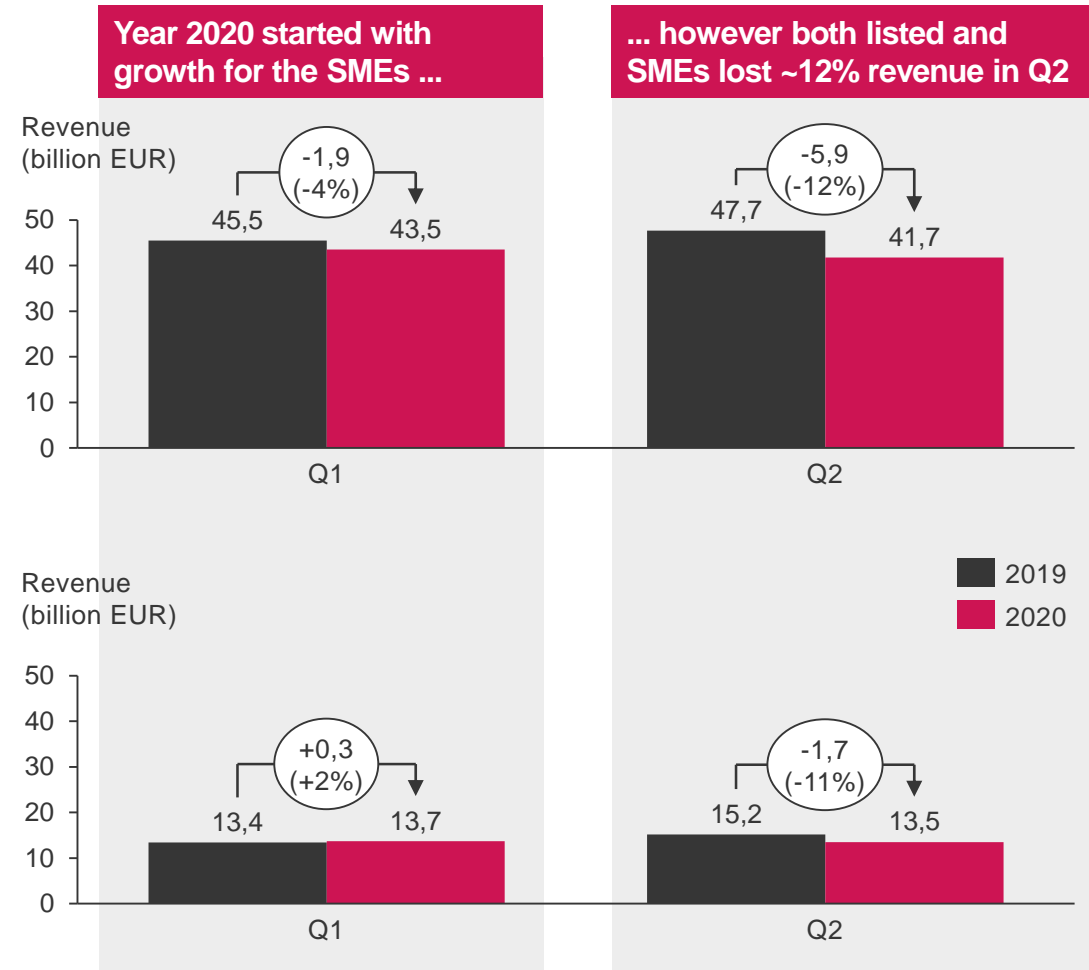 Year 2020 started with
growth for the SMEs ...
... however both listed and
SMEs lost ~12% revenue in Q2
Revenue
(billion EUR)
-1,9
(-4%)
-5,9
(-12%)
45,5
43,5
47,7
41,7
50
40
30
20
10
0
Q1
Q2
2019
2020
Revenue
(billion EUR)
+0,3
(+2%)
-1,7
(-11%)
13,4
13,7
15,2
13,5
50
40
30
20
10
0
Q1
Q2